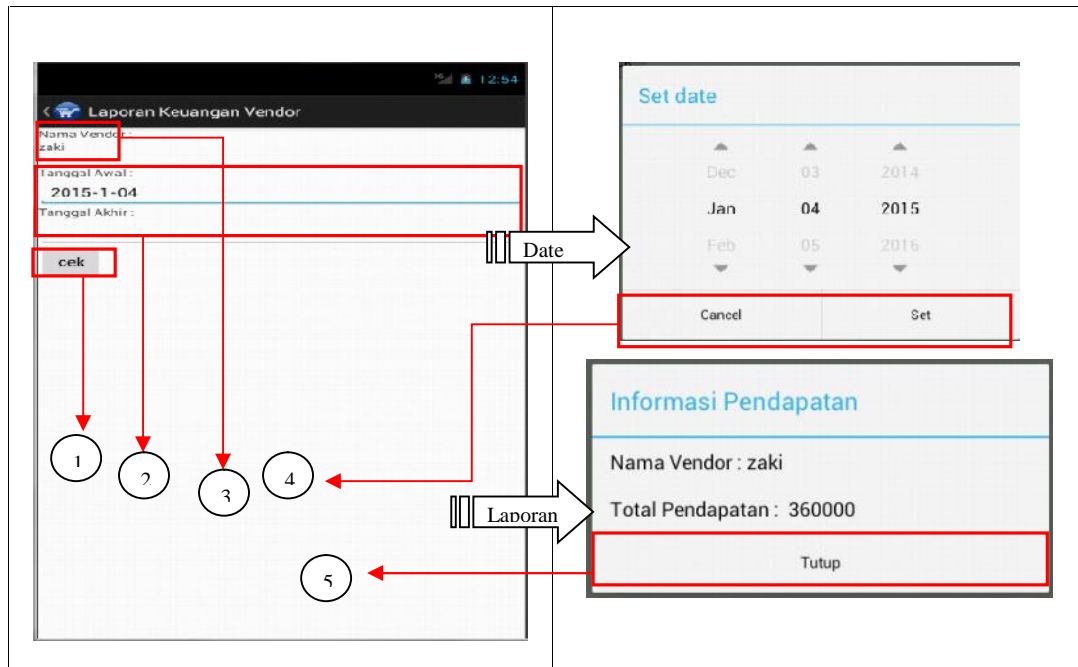 3G 12:54
< Laporan Keuangan Vendor
Nama Vendor :
zaki
Tanggal Awal :
2015-1-04
Tanggal Akhir :
cek
1
2
3
4
5
Date
Set date
Dec 03 2014
Jan 04 2015
Feb 05 2016
Cancel Set
Laporan
Informasi Pendapatan
Nama Vendor : zaki
Total Pendapatan : 360000
Tutup